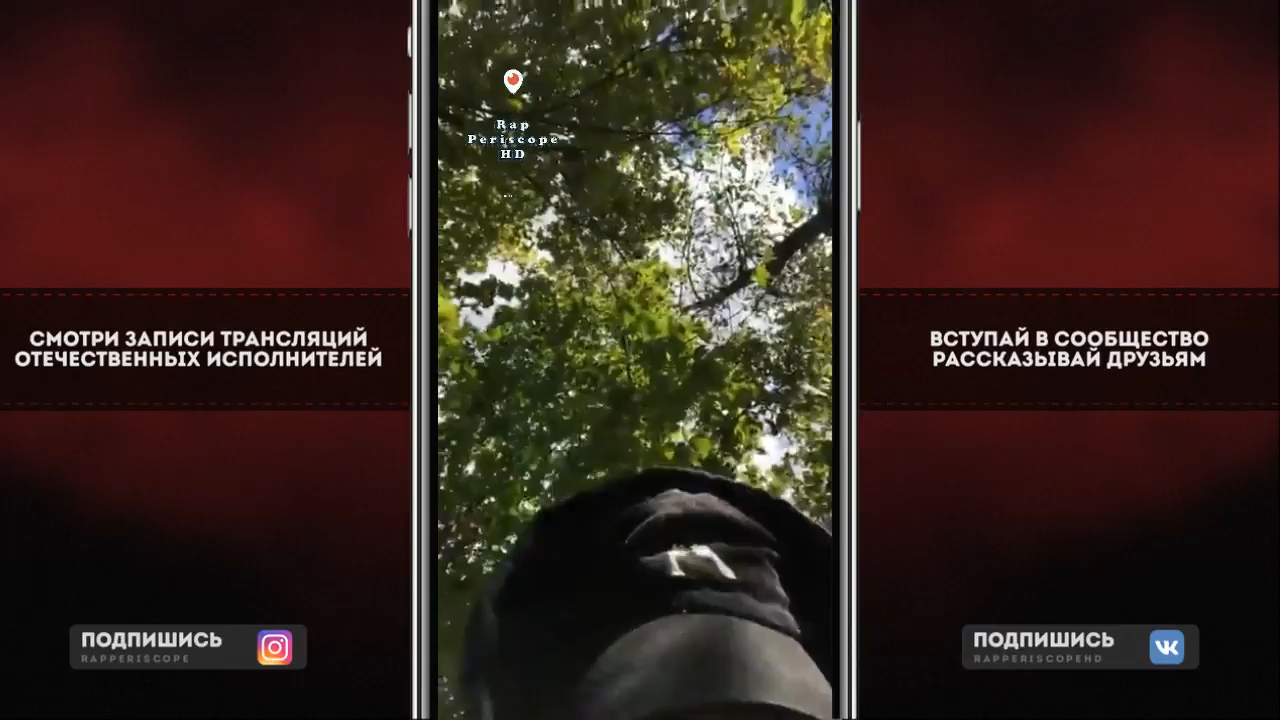 Rap
Periscope
HD
СМОТРИ ЗАПИСИ ТРАНСЛЯЦИЙ
ОТЕЧЕСТВЕННЫХ ИСПОЛНИТЕЛЕЙ
ВСТУПАЙ В СООБЩЕСТВО
РАССКАЗЫВАЙ ДРУЗЬЯМ
ПОДПИШИСЬ
RAPPERISCOPE
ПОДПИШИСЬ
RAPPERISCOPEHD